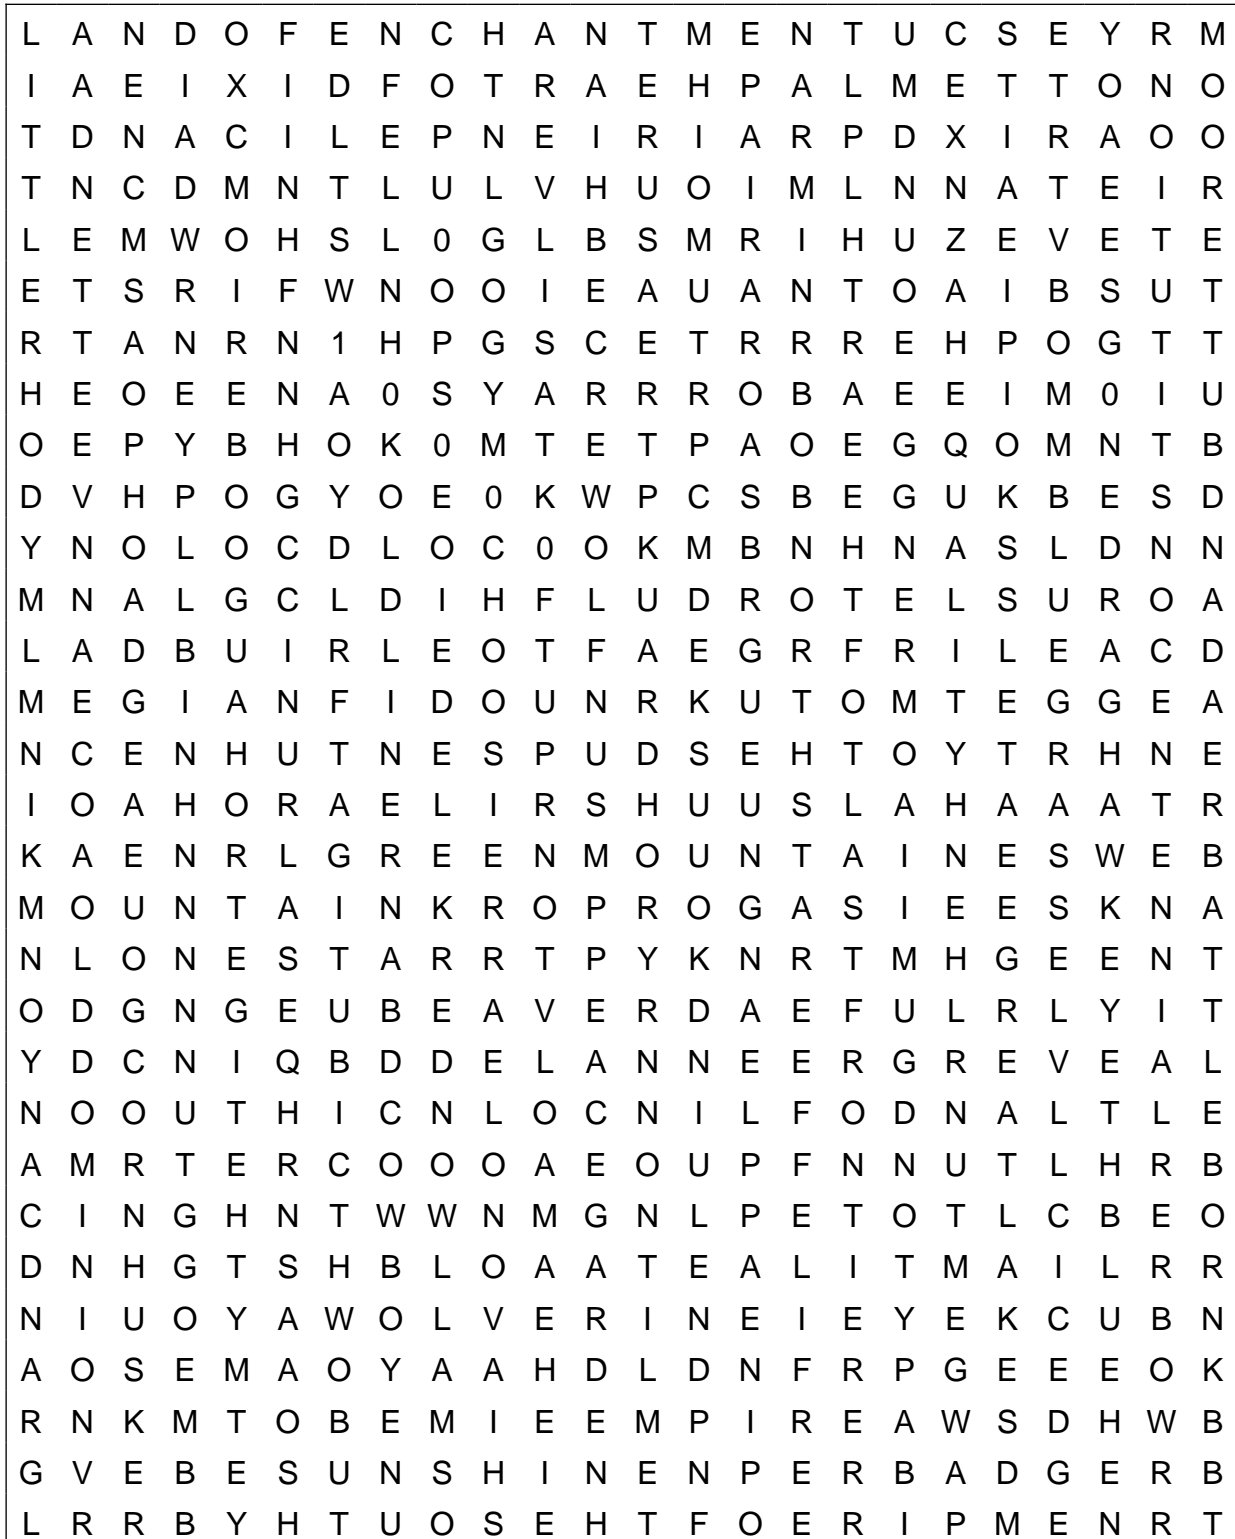 L A N D O F E N C H A N T M E N T U C S E Y R M
I A E I X I D F O T R A E H P A L M E T T O N O
T D N A C I L E P N E I R I A R P D X I R A O O
T N C D M N T L U L V H U O I M L N N A T E I R
L E M W O H S L 0 G L B S M R I H U Z E V E T E
E T S R I F W N O O I E A U A N T O A I B S U T
R T A N R N 1 H P G S C E T R R R E H P O G T T
H E O E E N A 0 S Y A R R R O B A E E I M 0 I U
O E P Y B H O K 0 M T E T P A O E G Q O M N T B
D V H P O G Y O E 0 K W P C S B E G U K B E S D
Y N O L O C D L O C 0 O K M B N H N A S L D N N
M N A L G C L D I H F L U D R O T E L S U R O A
L A D B U I R L E O T F A E G R F R I L E A C D
M E G I A N F I D O U N R K U T O M T E G G E A
N C E N H U T N E S P U D S E H T O Y T R H N E
I O A H O R A E L I R S H U U S L A H A A A T R
K A E N R L G R E E N M O U N T A I N E S W E B
M O U N T A I N K R O P R O G A S I E E S K N A
N L O N E S T A R R T P Y K N R T M H G E E N T
O D G N G E U B E A V E R D A E F U L R L Y I T
Y D C N I Q B D D E L A N N E E R G R E V E A L
N O O U T H I C N L O C N I L F O D N A L T L E
A M R T E R C O O O A E O U P F N N U T L H R B
C I N G H N T W W N M G N L P E T O T L C B E O
D N H G T S H B L O A A T E A L I T M A I L R R
N I U O Y A W O L V E R I N E I E Y E K C U B N
A O S E M A O Y A A H D L D N F R P G E E E O K
R N K M T O B E M I E E M P I R E A W S D H W B
G V E B E S U N S H I N E N P E R B A D G E R B
L R R B Y H T U O S E H T F O E R I P M E N R T